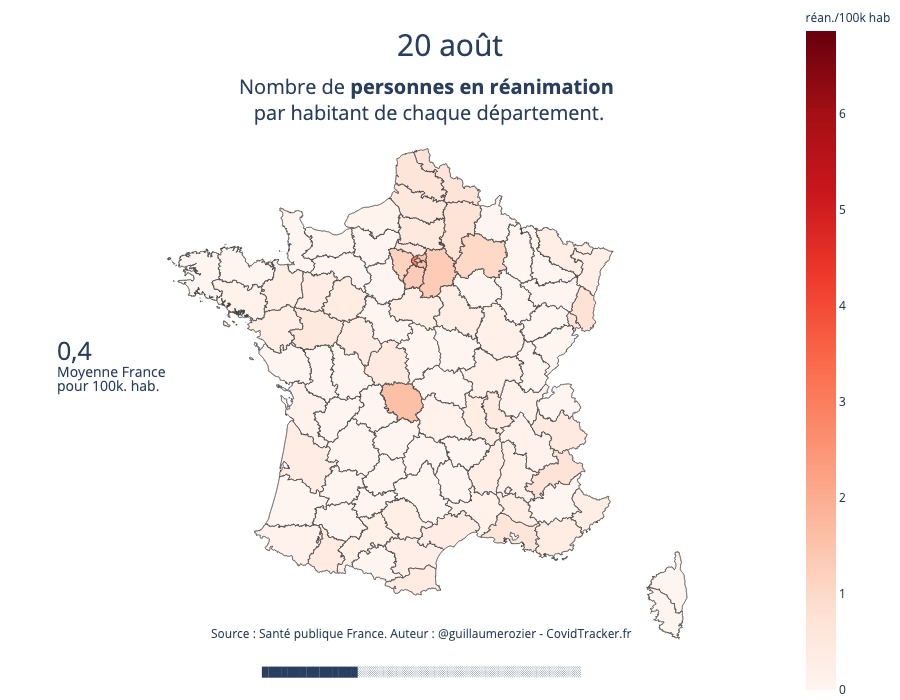 réan./100k hab
20 août
Nombre de personnes en réanimation
par habitant de chaque département.
6
5
4
3
2
1
0
0,4
Moyenne France
pour 100k. hab.
Source : Santé publique France. Auteur : @guillaumerozier - CovidTracker.fr